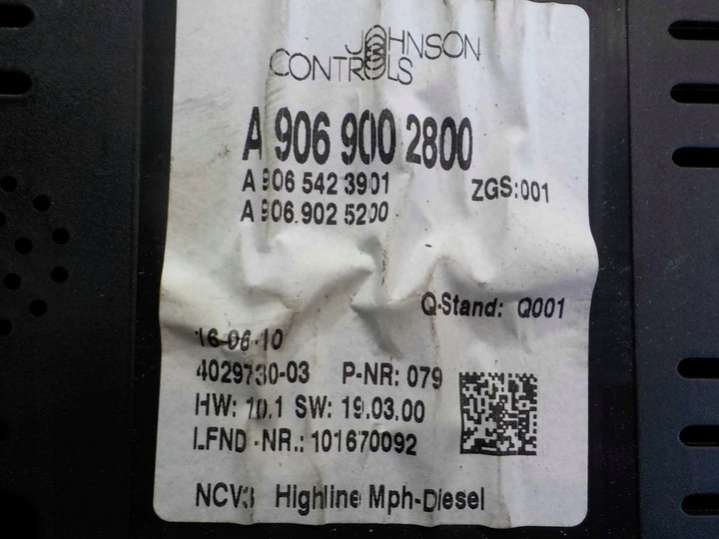 JOHNSON
CONTROLS
A 906 900 2800
A 906 542 3901 ZGS:001
A 906 902 5200
Q-Stand: Q001
16-06-10
4029730-03 P-NR: 079
HW: 10.1 SW: 19.03.00
LFND-NR.: 101670092
NCV3 Highline Mph-Diesel